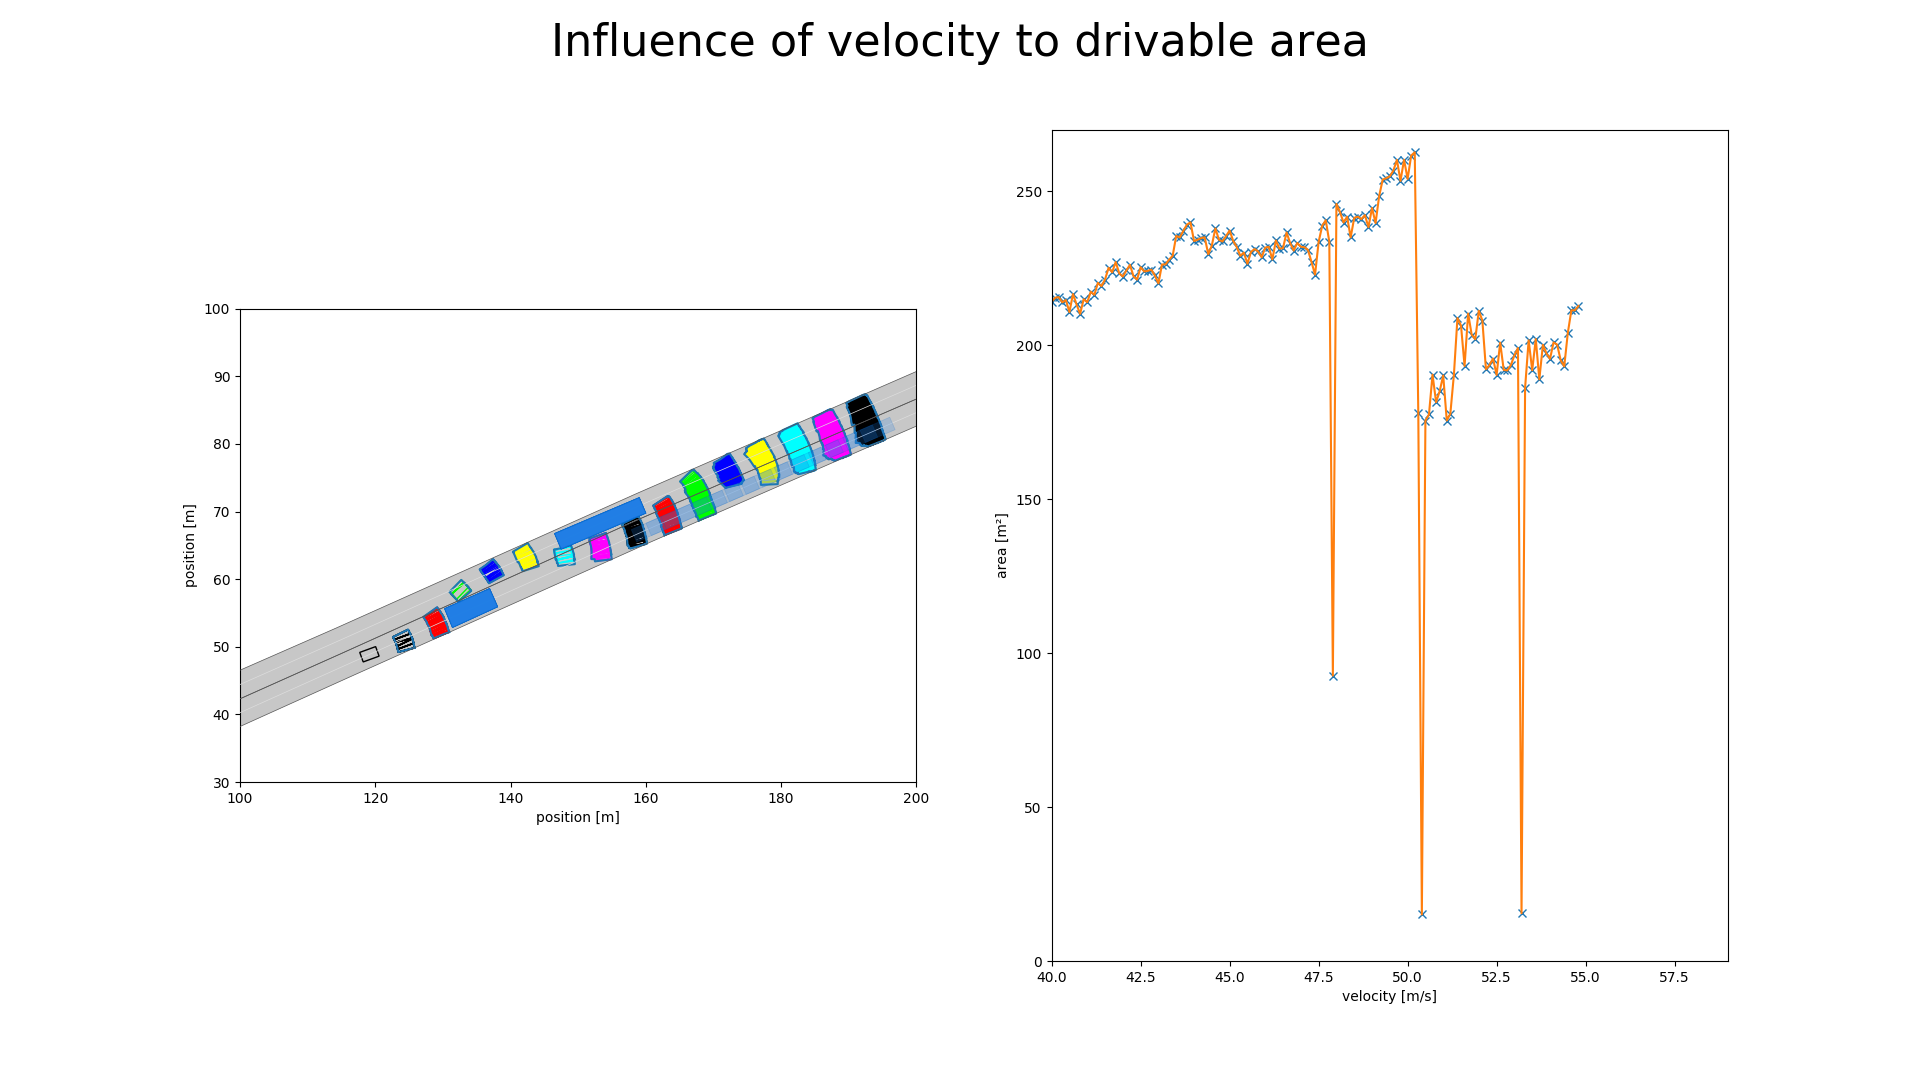 Influence of velocity to drivable area
100
90
80
70
60
50
40
30
position [m]
100 120 140 160 180 200
position [m]
250
200
150
100
50
0
area [m²]
40.0 42.5 45.0 47.5 50.0 52.5 55.0 57.5
velocity [m/s]